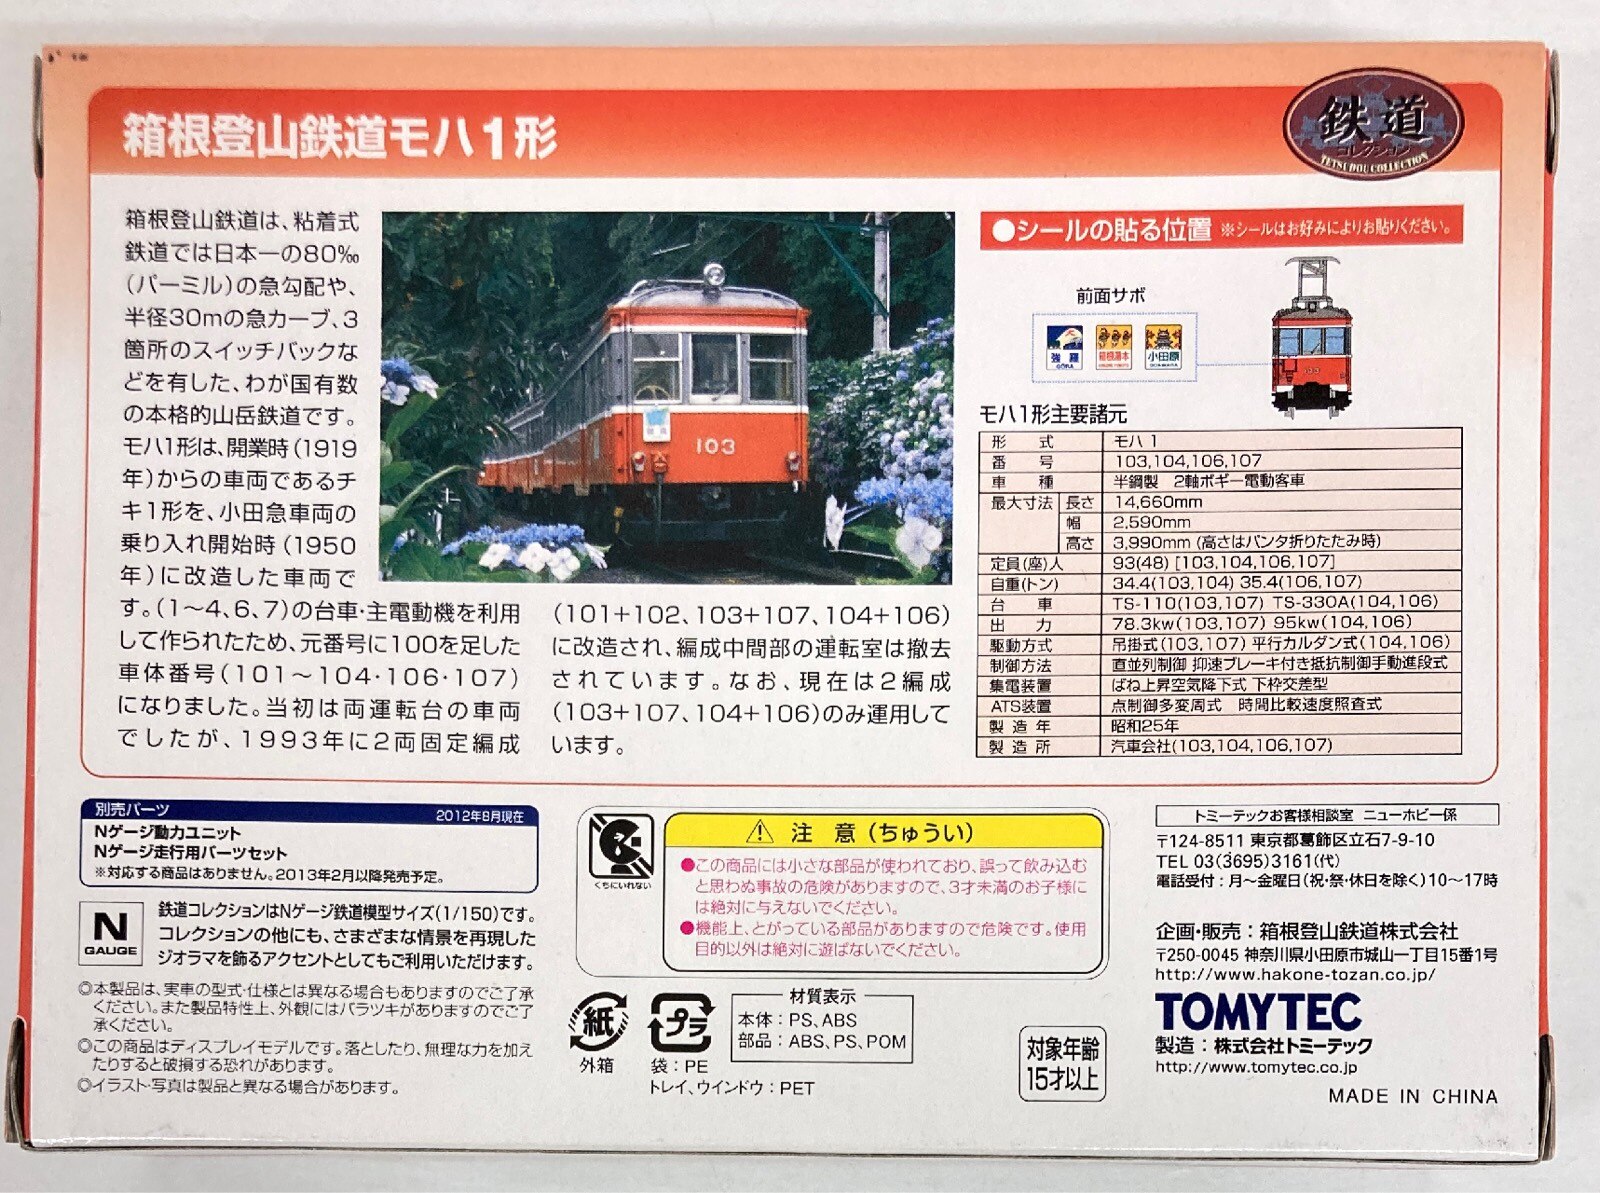 箱根登山鉄道モハ1形
鉄道
コレクション
TETSUDOU COLLECTION
箱根登山鉄道は、粘着式
鉄道では日本一の80‰
(パーミル)の急勾配や、
半径30mの急カーブ、3
箇所のスイッチバックな
どを有した、わが国有数
の本格的山岳鉄道です。
モハ1形は、開業時(1919
年)からの車両であるチ
キ1形を、小田急車両の
乗り入れ開始時(1950
年)に改造した車両で
す。(1〜4、6、7)の台車・主電動機を利用
して作られたため、元番号に100を足した
車体番号(101〜104・106・107)
になりました。当初は両運転台の車両
でしたが、1993年に2両固定編成
(101+102、103+107、104+106)
に改造され、編成中間部の運転室は撤去
されています。なお、現在は2編成
(103+107、104+106)のみ運用して
います。
103
●シールの貼る位置 ※シールはお好みによりお貼りください。
前面サボ
強羅 箱根湯本 小田原
GORA
103
モハ1形主要諸元
形 式 モハ1
番 号 103,104,106,107
車 種 半鋼製 2軸ボギー電動客車
最大寸法 長さ 14,660mm
幅 2,590mm
高さ 3,990mm (高さはパンタ折りたたみ時)
定員(座)人 93(48) [103,104,106,107]
自重(トン) 34.4(103,104) 35.4(106,107)
台 車 TS-110(103,107) TS-330A(104,106)
出 力 78.3kw(103,107) 95kw(104,106)
駆動方式 吊掛式(103,107) 平行カルダン式(104,106)
制御方法 直並列制御 抑速ブレーキ付き抵抗制御手動進段式
集電装置 ばね上昇空気降下式 下枠交差型
ATS装置 点制御多変周式 時間比較速度照査式
製 造 年 昭和25年
製 造 所 汽車会社(103,104,106,107)
別売パーツ 2012年8月現在
Nゲージ動力ユニット
Nゲージ走行用パーツセット
※対応する商品はありません。2013年2月以降発売予定。
N
GAUGE
鉄道コレクションはNゲージ鉄道模型サイズ(1/150)です。
コレクションの他にも、さまざまな情景を再現した
ジオラマを飾るアクセントとしてもご利用いただけます。
◎本製品は、実車の型式・仕様とは異なる場合もありますのでご了承
ください。また製品特性上、外観にはバラツキがありますのでご了
承ください。
◎この商品はディスプレイモデルです。落としたり、無理な力を加え
たりすると破損する恐れがあります。
◎イラスト・写真は製品と異なる場合があります。
くちにいれない
⚠ 注 意(ちゅうい)
●この商品には小さな部品が使われており、誤って飲み込む
と思わぬ事故の危険がありますので、3才未満のお子様に
は絶対に与えないでください。
●機能上、とがっている部品がありますので危険です。使用
目的以外は絶対に遊ばないでください。
紙
外箱
プラ
袋:PE
トレイ、ウインドウ:PET
材質表示
本体:PS、ABS
部品:ABS、PS、POM
対象年齢
15才以上
トミーテックお客様相談室 ニューホビー係
〒124-8511 東京都葛飾区立石7-9-10
TEL 03(3695)3161(代)
電話受付:月〜金曜日(祝・祭・休日を除く)10〜17時
企画・販売:箱根登山鉄道株式会社
〒250-0045 神奈川県小田原市城山一丁目15番1号
http://www.hakone-tozan.co.jp/
TOMYTEC
製造:株式会社トミーテック
http://www.tomytec.co.jp
MADE IN CHINA